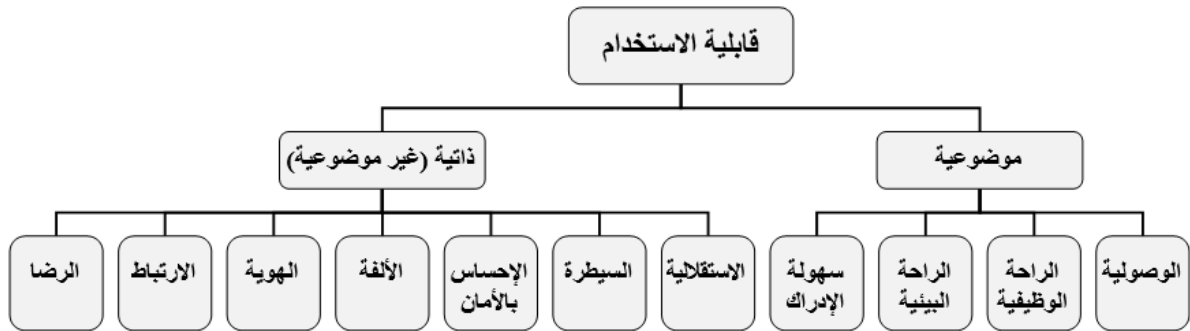 قابلية الاستخدام
موضوعية
ذاتية (غير موضوعية)
الوصولية
الراحة
الوظيفية
الراحة
البيئية
سهولة
الإدراك
الاستقلالية
السيطرة
الإحساس
بالأمان
الألفة
الهوية
الارتباط
الرضا